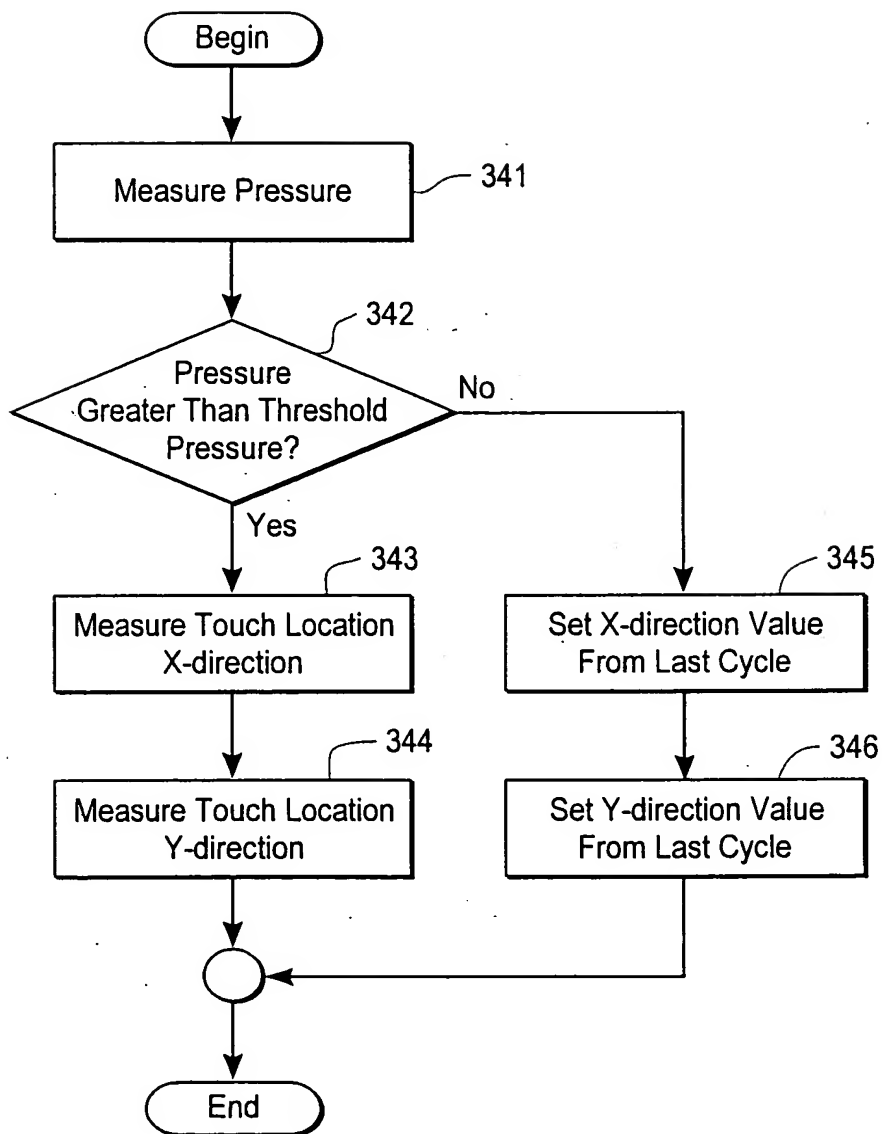 Begin
Measure Pressure
341
342
Pressure
Greater Than Threshold
Pressure?
No
Yes
343
Measure Touch Location
X-direction
345
Set X-direction Value
From Last Cycle
344
Measure Touch Location
Y-direction
346
Set Y-direction Value
From Last Cycle
End